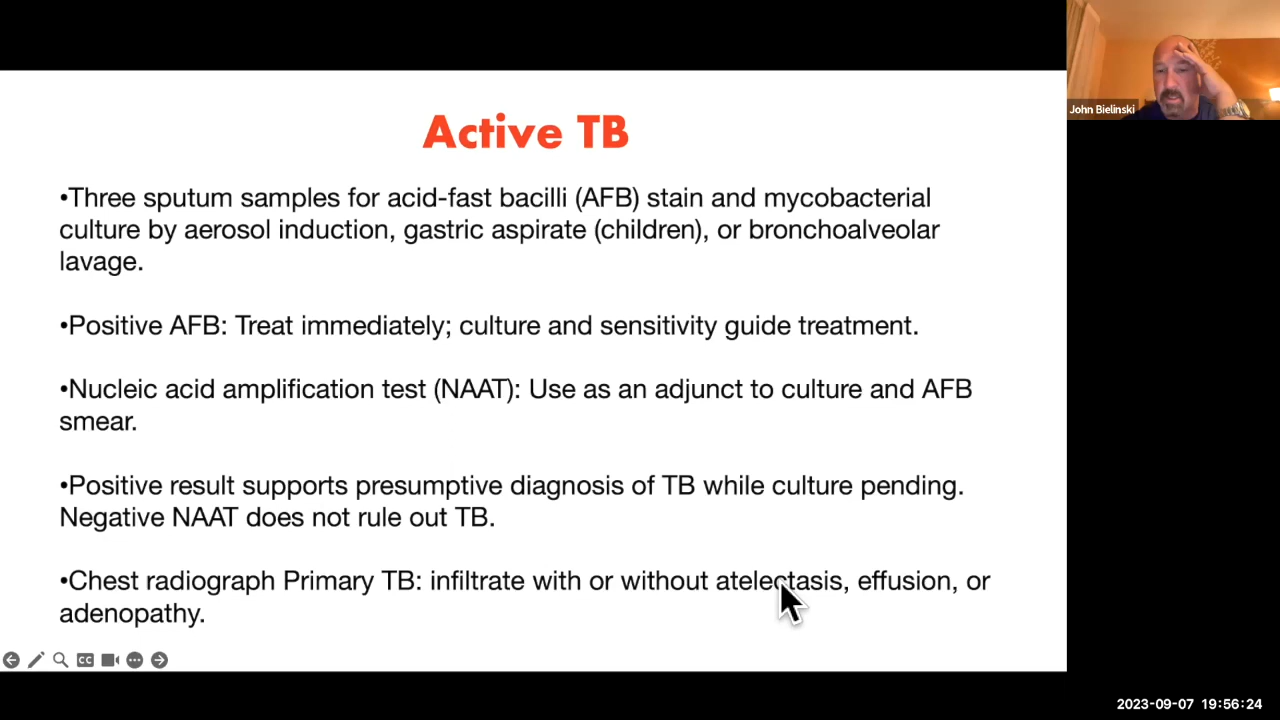 Active TB
•Three sputum samples for acid-fast bacilli (AFB) stain and mycobacterial
culture by aerosol induction, gastric aspirate (children), or bronchoalveolar
lavage.
•Positive AFB: Treat immediately; culture and sensitivity guide treatment.
•Nucleic acid amplification test (NAAT): Use as an adjunct to culture and AFB
smear.
•Positive result supports presumptive diagnosis of TB while culture pending.
Negative NAAT does not rule out TB.
•Chest radiograph Primary TB: infiltrate with or without atelectasis, effusion, or
adenopathy.
John Bielinski
CC
2023-09-07 19:56:24